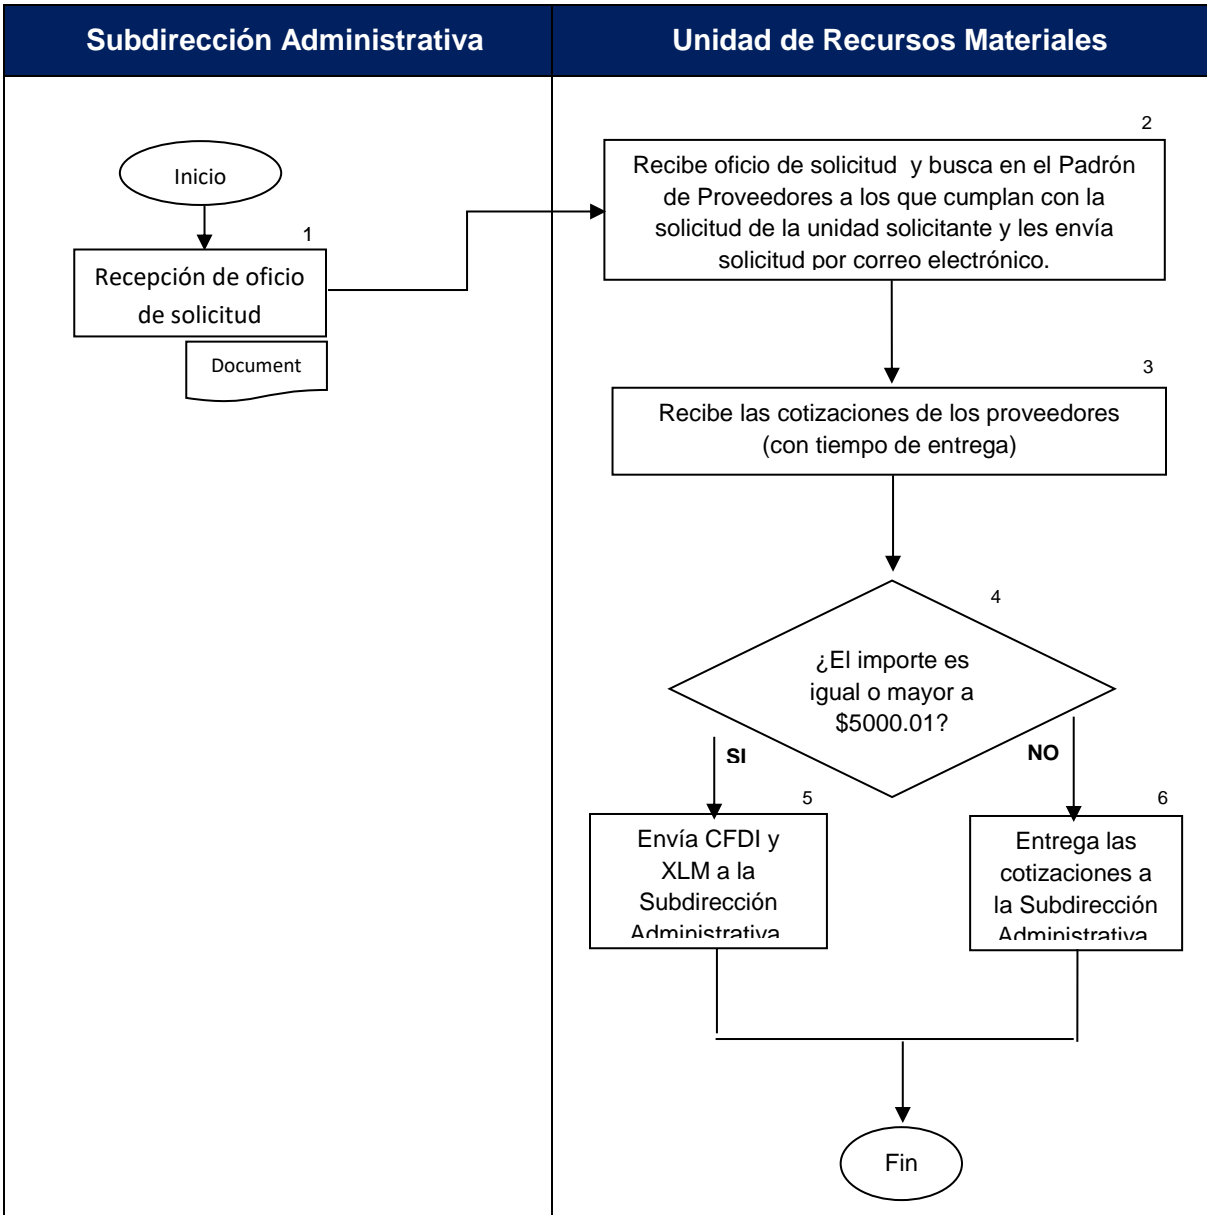 Subdirección Administrativa
Unidad de Recursos Materiales
Inicio
1
Recepción de oficio
de solicitud
Document
2
Recibe oficio de solicitud y busca en el Padrón
de Proveedores a los que cumplan con la
solicitud de la unidad solicitante y les envía
solicitud por correo electrónico.
3
Recibe las cotizaciones de los proveedores
(con tiempo de entrega)
4
¿El importe es
igual o mayor a
$5000.01?
SI
NO
5
Envía CFDI y
XLM a la
Subdirección
Administrativa
6
Entrega las
cotizaciones a
la Subdirección
Administrativa
Fin